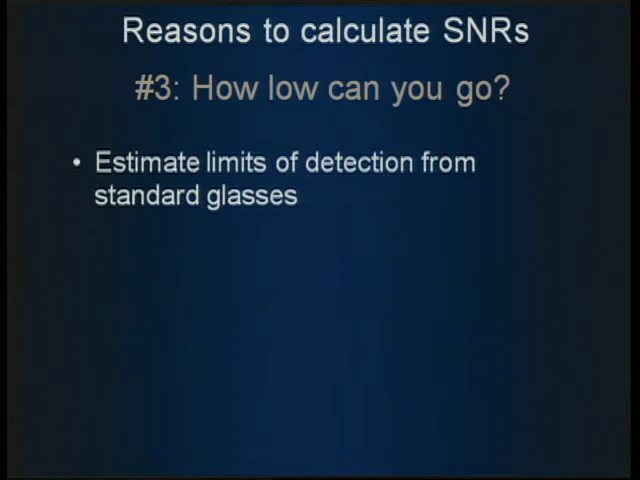 Reasons to calculate SNRs
#3: How low can you go?
• Estimate limits of detection from
standard glasses